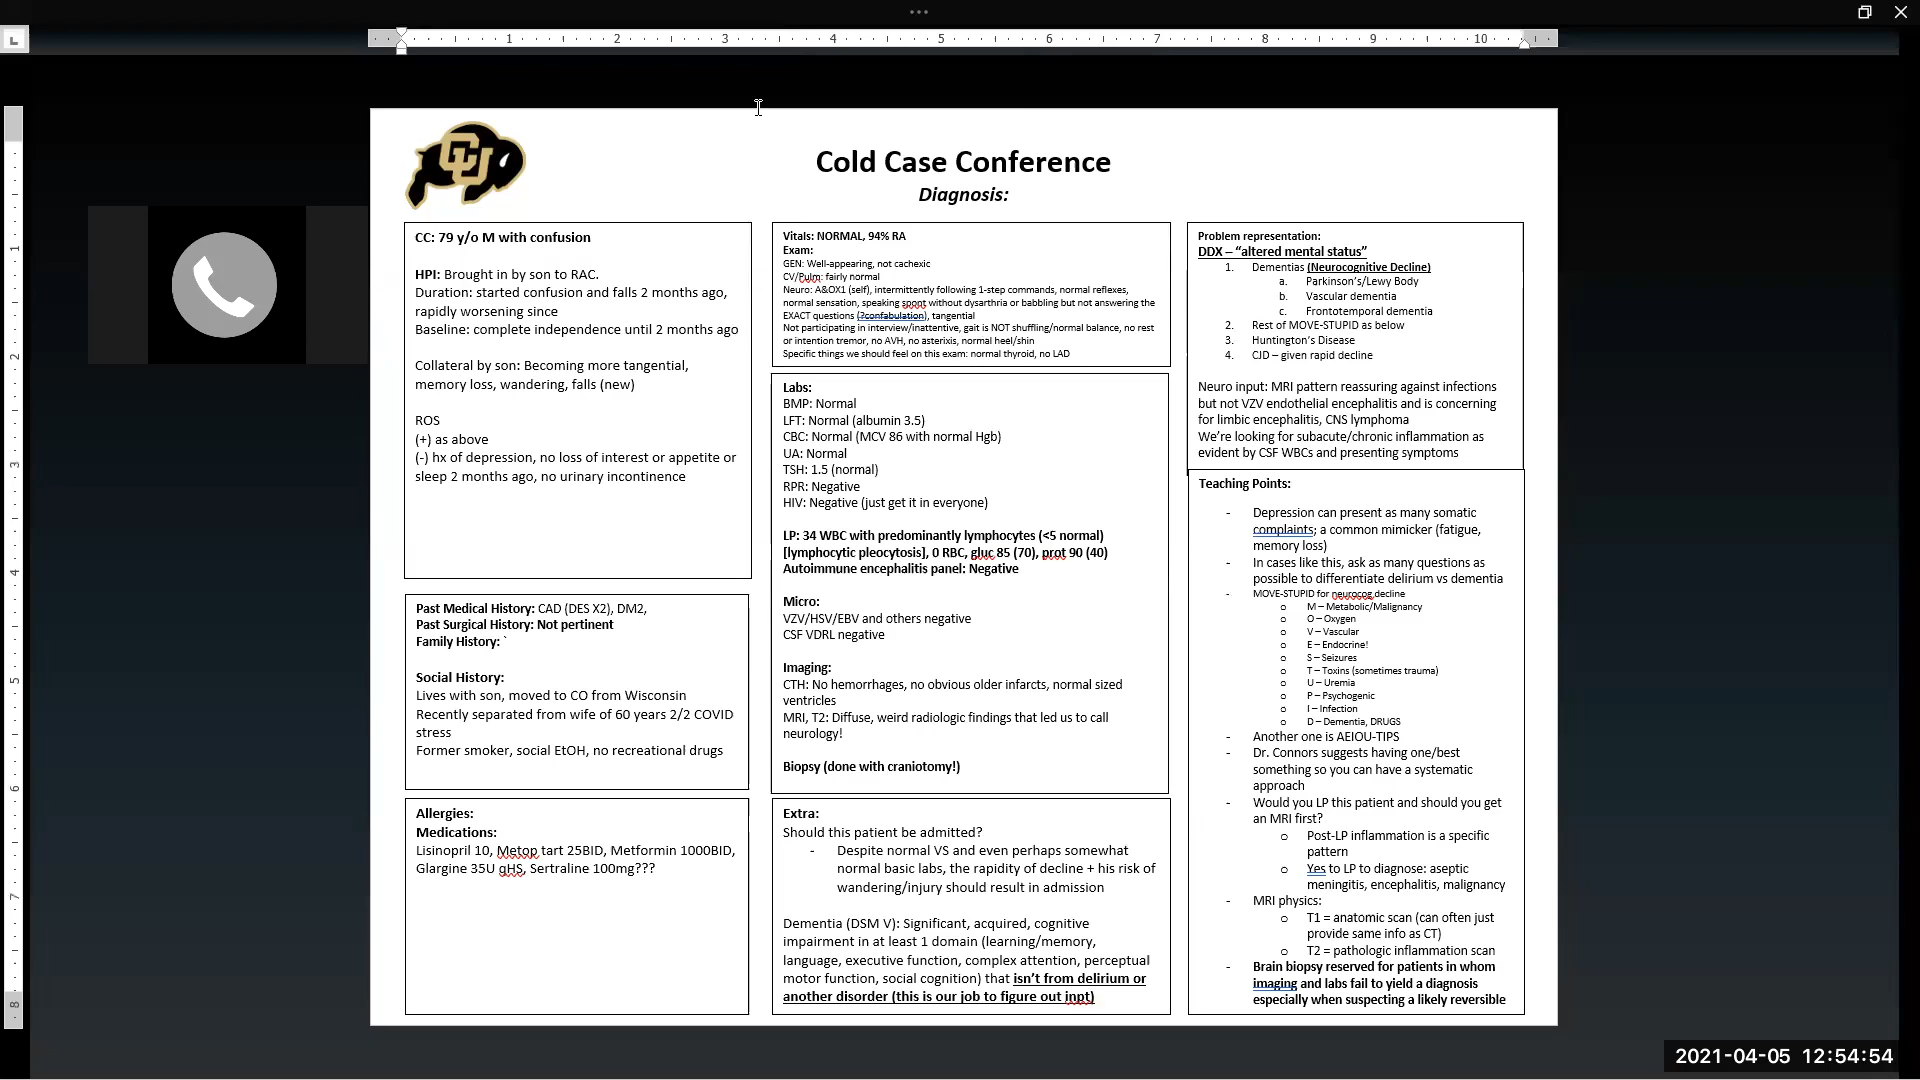 Cold Case Conference
Diagnosis:
CC: 79 y/o M with confusion
HPI: Brought in by son to RAC.
Duration: started confusion and falls 2 months ago,
rapidly worsening since
Baseline: complete independence until 2 months ago
Collateral by son: Becoming more tangential,
memory loss, wandering, falls (new)
ROS
(+) as above
(-) hx of depression, no loss of interest or appetite or
sleep 2 months ago, no urinary incontinence
Past Medical History: CAD (DES X2), DM2,
Past Surgical History: Not pertinent
Family History: `
Social History:
Lives with son, moved to CO from Wisconsin
Recently separated from wife of 60 years 2/2 COVID
stress
Former smoker, social EtOH, no recreational drugs
Allergies:
Medications:
Lisinopril 10, Metop tart 25BID, Metformin 1000BID,
Glargine 35U qHS, Sertraline 100mg???
Vitals: NORMAL, 94% RA
Exam:
GEN: Well-appearing, not cachexic
CV/Pulm: fairly normal
Neuro: A&OX1 (self), intermittently following 1-step commands, normal reflexes,
normal sensation, speaking spont without dysarthria or babbling but not answering the
EXACT questions (?confabulation), tangential
Not participating in interview/inattentive, gait is NOT shuffling/normal balance, no rest
or intention tremor, no AVH, no asterixis, normal heel/shin
Specific things we should feel on this exam: normal thyroid, no LAD
Labs:
BMP: Normal
LFT: Normal (albumin 3.5)
CBC: Normal (MCV 86 with normal Hgb)
UA: Normal
TSH: 1.5 (normal)
RPR: Negative
HIV: Negative (just get it in everyone)
LP: 34 WBC with predominantly lymphocytes (<5 normal)
[lymphocytic pleocytosis], 0 RBC, gluc 85 (70), prot 90 (40)
Autoimmune encephalitis panel: Negative
Micro:
VZV/HSV/EBV and others negative
CSF VDRL negative
Imaging:
CTH: No hemorrhages, no obvious older infarcts, normal sized
ventricles
MRI, T2: Diffuse, weird radiologic findings that led us to call
neurology!
Biopsy (done with craniotomy!)
Extra:
Should this patient be admitted?
- Despite normal VS and even perhaps somewhat
normal basic labs, the rapidity of decline + his risk of
wandering/injury should result in admission
Dementia (DSM V): Significant, acquired, cognitive
impairment in at least 1 domain (learning/memory,
language, executive function, complex attention, perceptual
motor function, social cognition) that isn't from delirium or
another disorder (this is our job to figure out inpt)
Problem representation:
DDX – “altered mental status”
1. Dementias (Neurocognitive Decline)
a. Parkinson's/Lewy Body
b. Vascular dementia
c. Frontotemporal dementia
2. Rest of MOVE-STUPID as below
3. Huntington's Disease
4. CJD – given rapid decline
Neuro input: MRI pattern reassuring against infections
but not VZV endothelial encephalitis and is concerning
for limbic encephalitis, CNS lymphoma
We're looking for subacute/chronic inflammation as
evident by CSF WBCs and presenting symptoms
Teaching Points:
- Depression can present as many somatic
complaints; a common mimicker (fatigue,
memory loss)
- In cases like this, ask as many questions as
possible to differentiate delirium vs dementia
- MOVE-STUPID for neurocog decline
o M – Metabolic/Malignancy
o O – Oxygen
o V – Vascular
o E – Endocrine!
o S – Seizures
o T – Toxins (sometimes trauma)
o U – Uremia
o P – Psychogenic
o I – Infection
o D – Dementia, DRUGS
- Another one is AEIOU-TIPS
- Dr. Connors suggests having one/best
something so you can have a systematic
approach
- Would you LP this patient and should you get
an MRI first?
o Post-LP inflammation is a specific
pattern
o Yes to LP to diagnose: aseptic
meningitis, encephalitis, malignancy
- MRI physics:
o T1 = anatomic scan (can often just
provide same info as CT)
o T2 = pathologic inflammation scan
- Brain biopsy reserved for patients in whom
imaging and labs fail to yield a diagnosis
especially when suspecting a likely reversible
2021-04-05 12:54:54